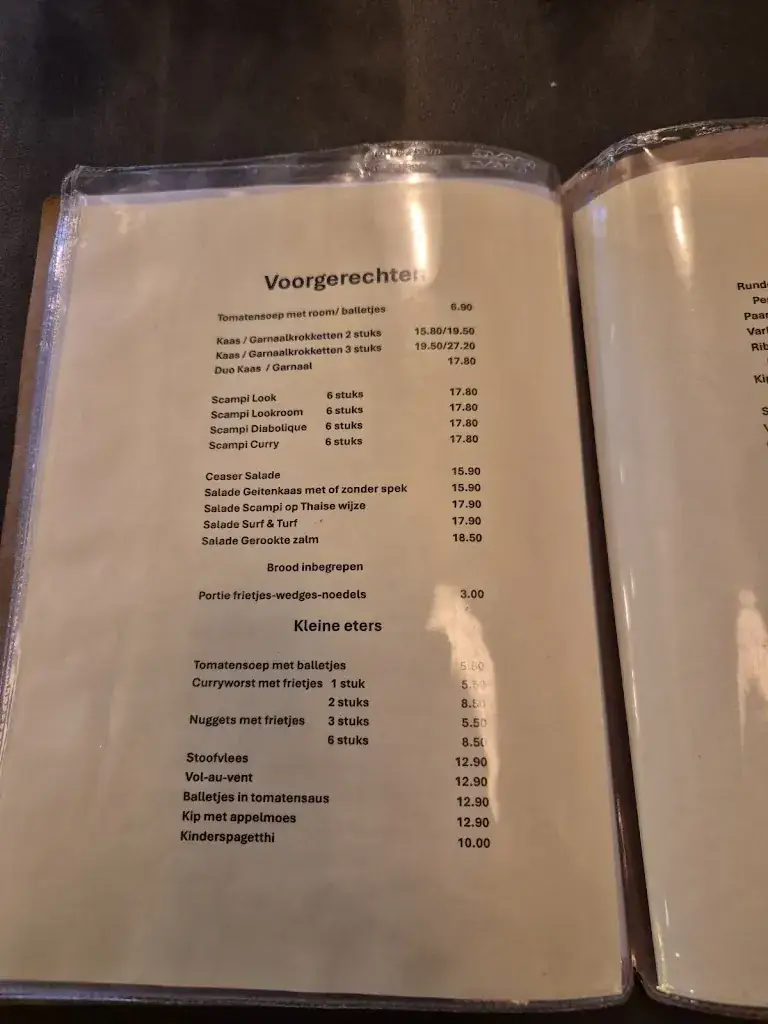 Voorgerechten
Tomatensoep met room/ balletjes 6.90
Kaas / Garnaalkrokketten 2 stuks 15.80/19.50
Kaas / Garnaalkrokketten 3 stuks 19.50/27.20
Duo Kaas / Garnaal 17.80
Scampi Look 6 stuks 17.80
Scampi Lookroom 6 stuks 17.80
Scampi Diabolique 6 stuks 17.80
Scampi Curry 6 stuks 17.80
Ceaser Salade 15.90
Salade Geitenkaas met of zonder spek 15.90
Salade Scampi op Thaise wijze 17.90
Salade Surf & Turf 17.90
Salade Gerookte zalm 18.50
Brood inbegrepen
Portie frietjes-wedges-noedels 3.00
Kleine eters
Tomatensoep met balletjes
Curryworst met frietjes 1 stuk 5.50
2 stuks 8.50
Nuggets met frietjes 3 stuks 5.50
6 stuks 8.50
Stoofvlees 12.90
Vol-au-vent 12.90
Balletjes in tomatensaus 12.90
Kip met appelmoes 12.90
Kinderspagetthi 10.00